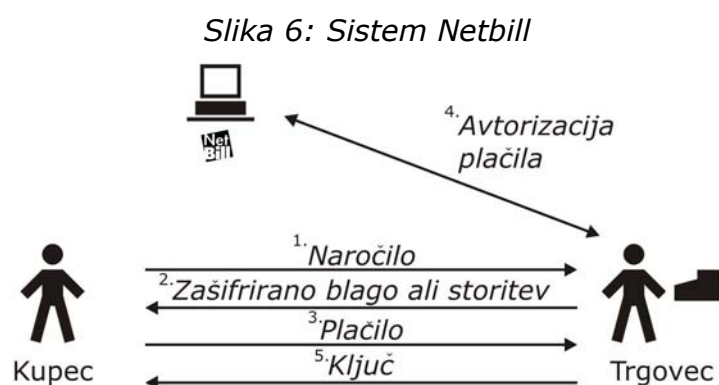 Slika 6: Sistem Netbill
Net
Bill
4. Avtorizacija
plačila
1. Naročilo
2. Zašifrirano blago ali storitev
3. Plačilo
5. Ključ
Kupec
Trgovec